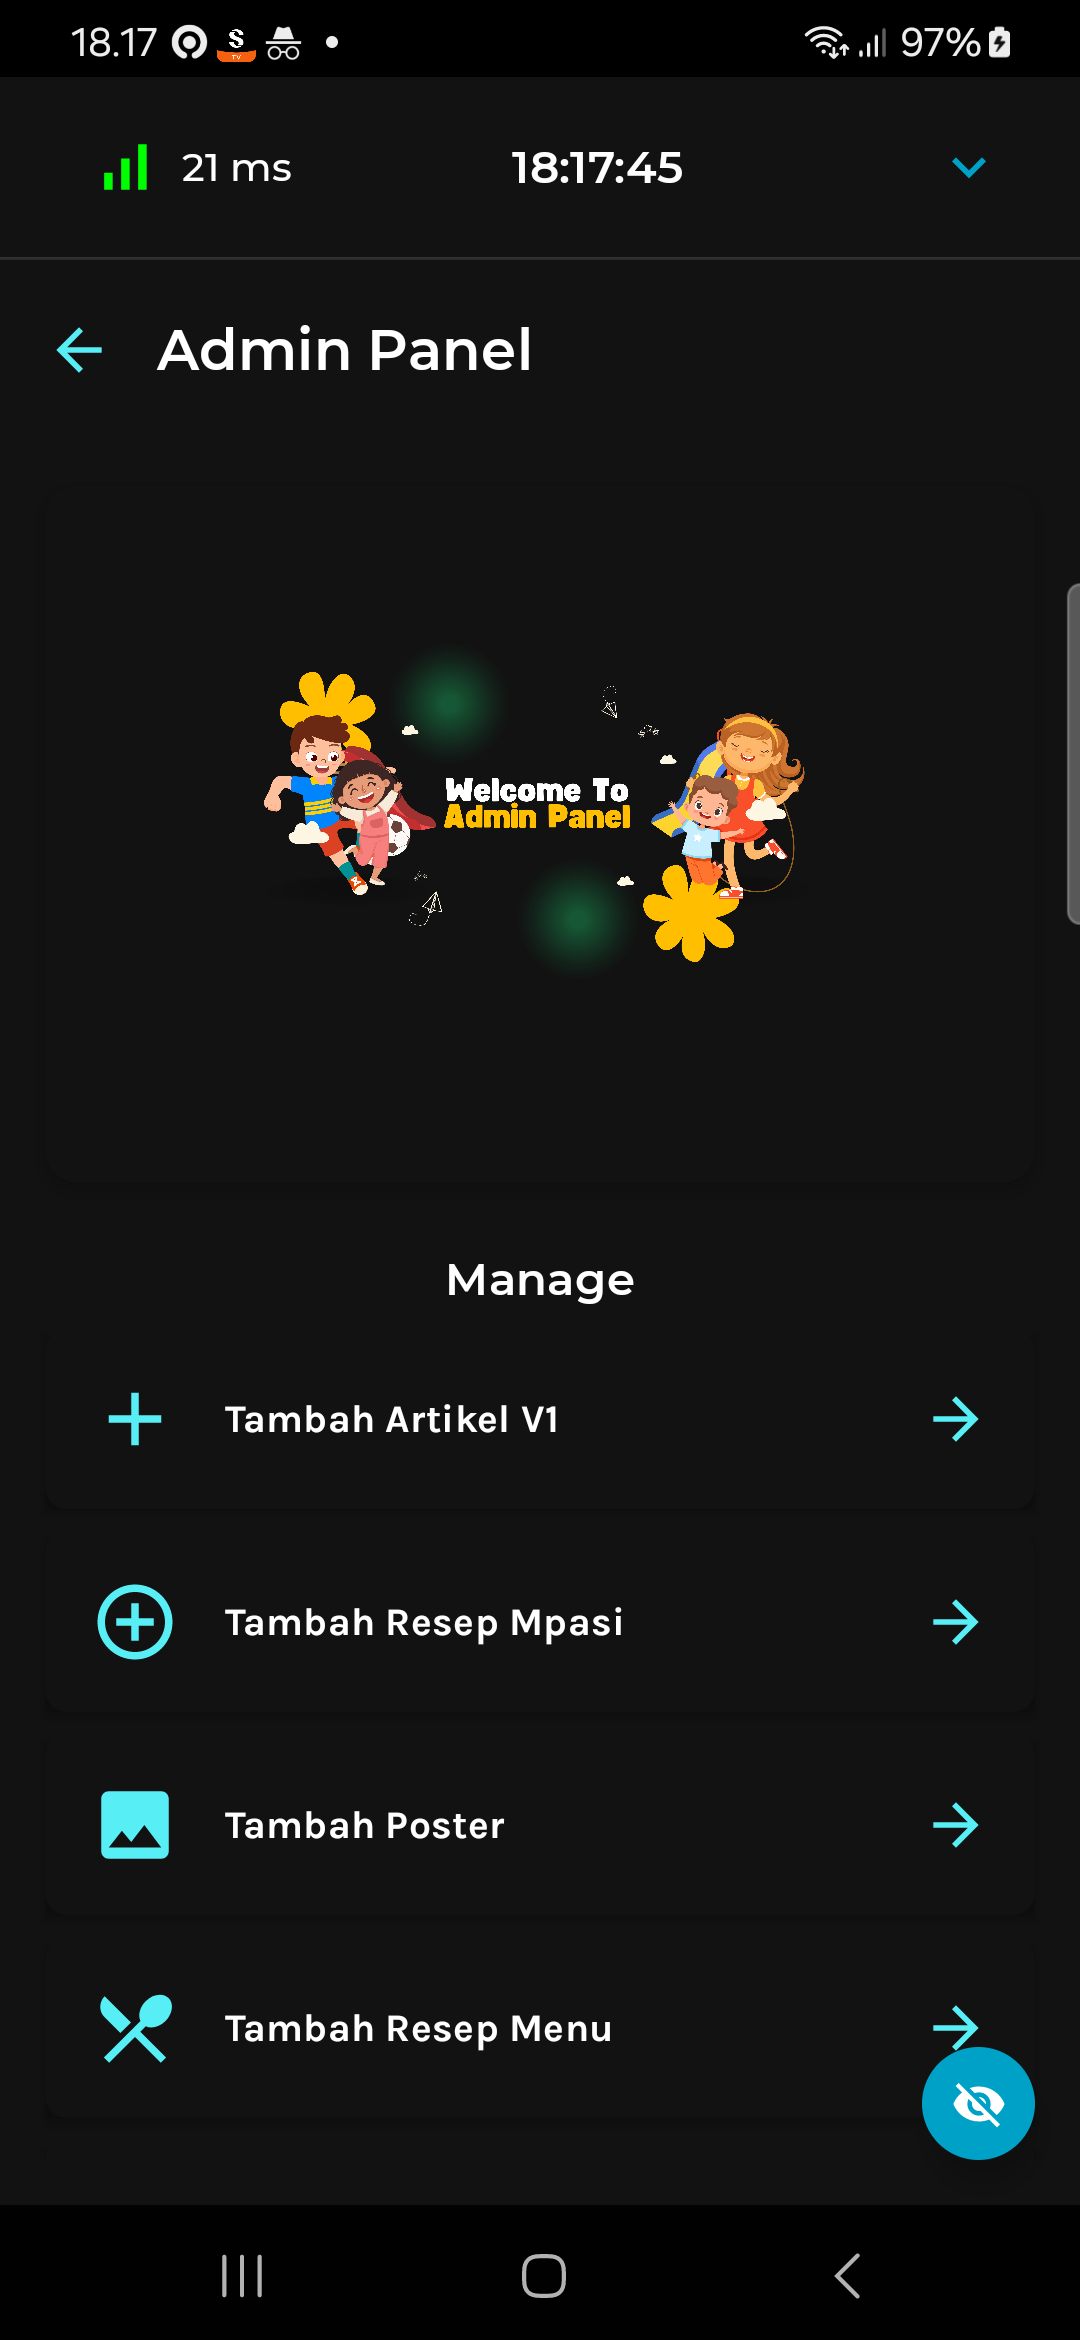 18.17
S
TV
97%
21 ms
18:17:45
Admin Panel
Welcome To
Admin Panel
Manage
Tambah Artikel V1
Tambah Resep Mpasi
Tambah Poster
Tambah Resep Menu